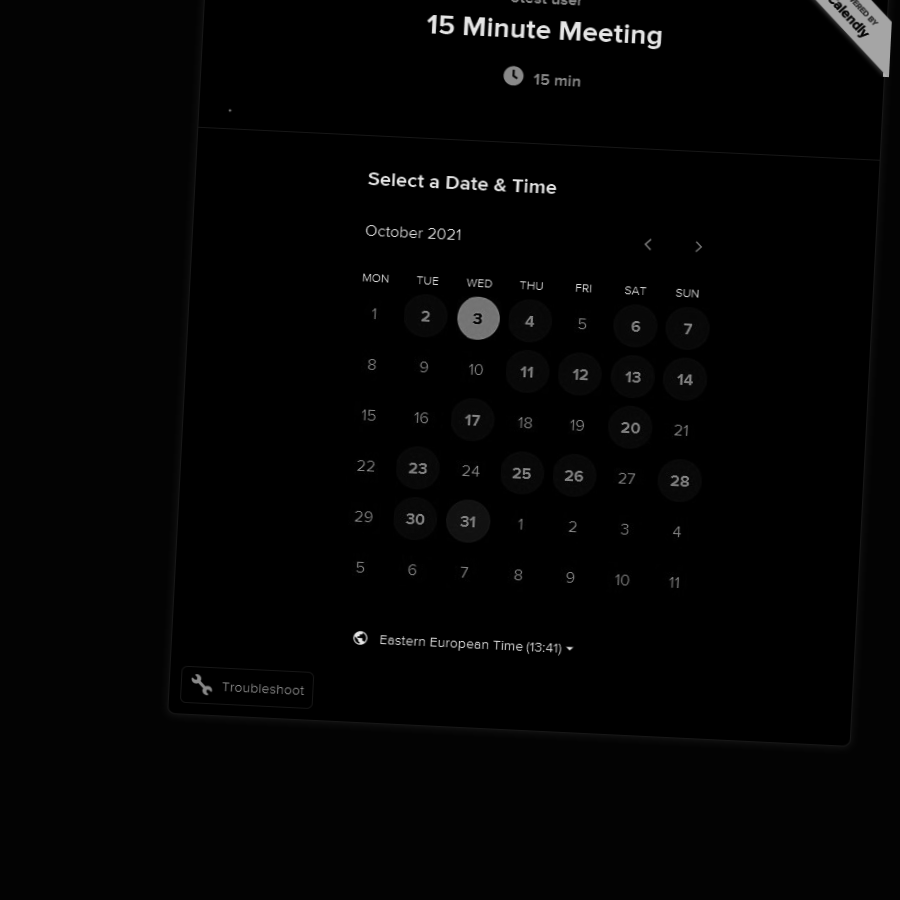 user
15 Minute Meeting
15 min
POWERED BY
Calendly
Select a Date & Time
October 2021
MON TUE WED THU FRI SAT SUN
1 2 3 4 5 6 7
8 9 10 11 12 13 14
15 16 17 18 19 20 21
22 23 24 25 26 27 28
29 30 31 1 2 3 4
5 6 7 8 9 10 11
Eastern European Time (13:41)
Troubleshoot